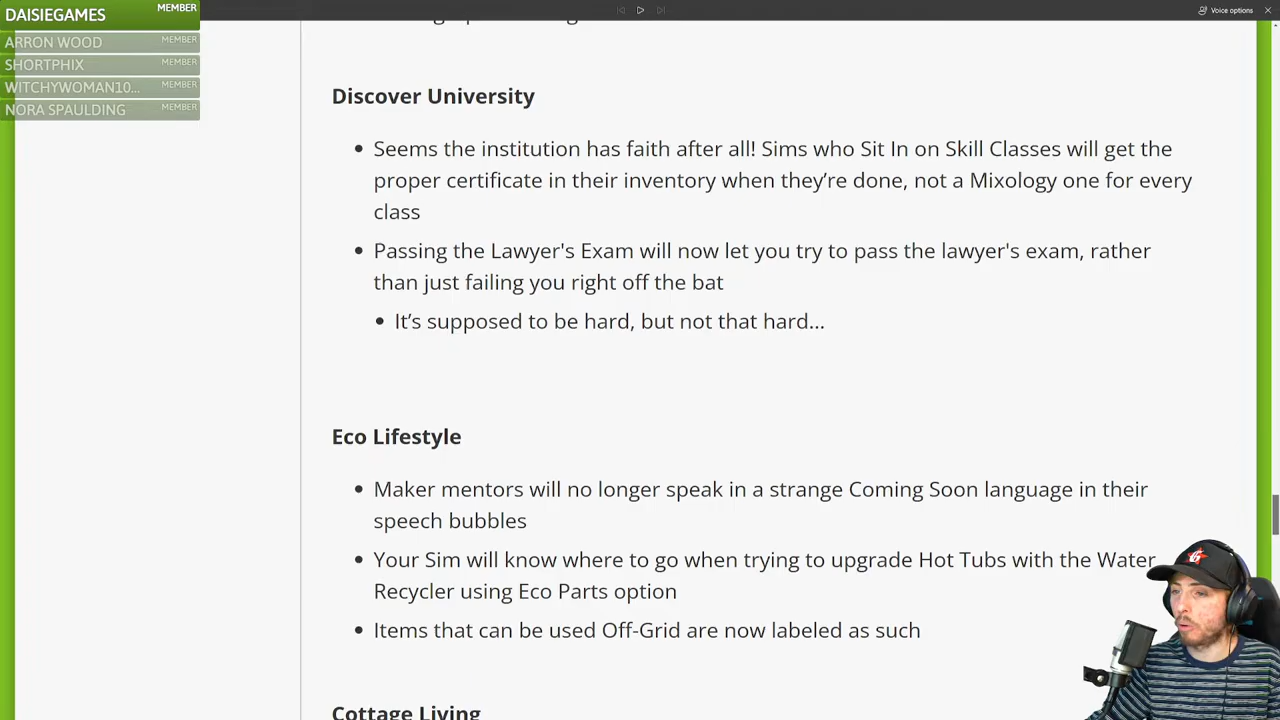 DAISIEGAMES MEMBER
ARRON WOOD MEMBER
SHORTPHIX MEMBER
WITCHYWOMAN10... MEMBER
NORA SPAULDING MEMBER
Voice options
Discover University
Seems the institution has faith after all! Sims who Sit In on Skill Classes will get the
proper certificate in their inventory when they’re done, not a Mixology one for every
class
Passing the Lawyer's Exam will now let you try to pass the lawyer's exam, rather
than just failing you right off the bat
It’s supposed to be hard, but not that hard...
Eco Lifestyle
Maker mentors will no longer speak in a strange Coming Soon language in their
speech bubbles
Your Sim will know where to go when trying to upgrade Hot Tubs with the Water
Recycler using Eco Parts option
Items that can be used Off-Grid are now labeled as such
Cottage Living